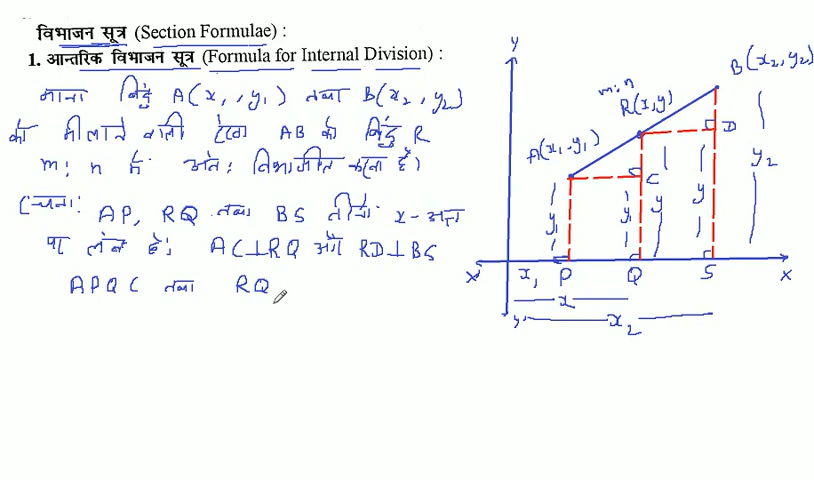 विभाजन सूत्र (Section Formulae) :
1. आन्तरिक विभाजन सूत्र (Formula for Internal Division) :
माना बिंदु A(x₁, y₁) तथा B(x₂, y₂)
को मीलाने वाली रेखा AB को बिंदु R
m : n में अंत: विभाजीत करता है।
रचना: AP, RQ तथा BS तीनो x-अक्ष
पर लंब है। AC⊥RQ और RD⊥BS
APQC तथा RQ
Y
B(x₂, y₂)
m:n
R(x,y)
A(x₁-y₁)
D
C
y₁ y₁ y y y₂
X' x₁ P Q S X
x
y' x₂